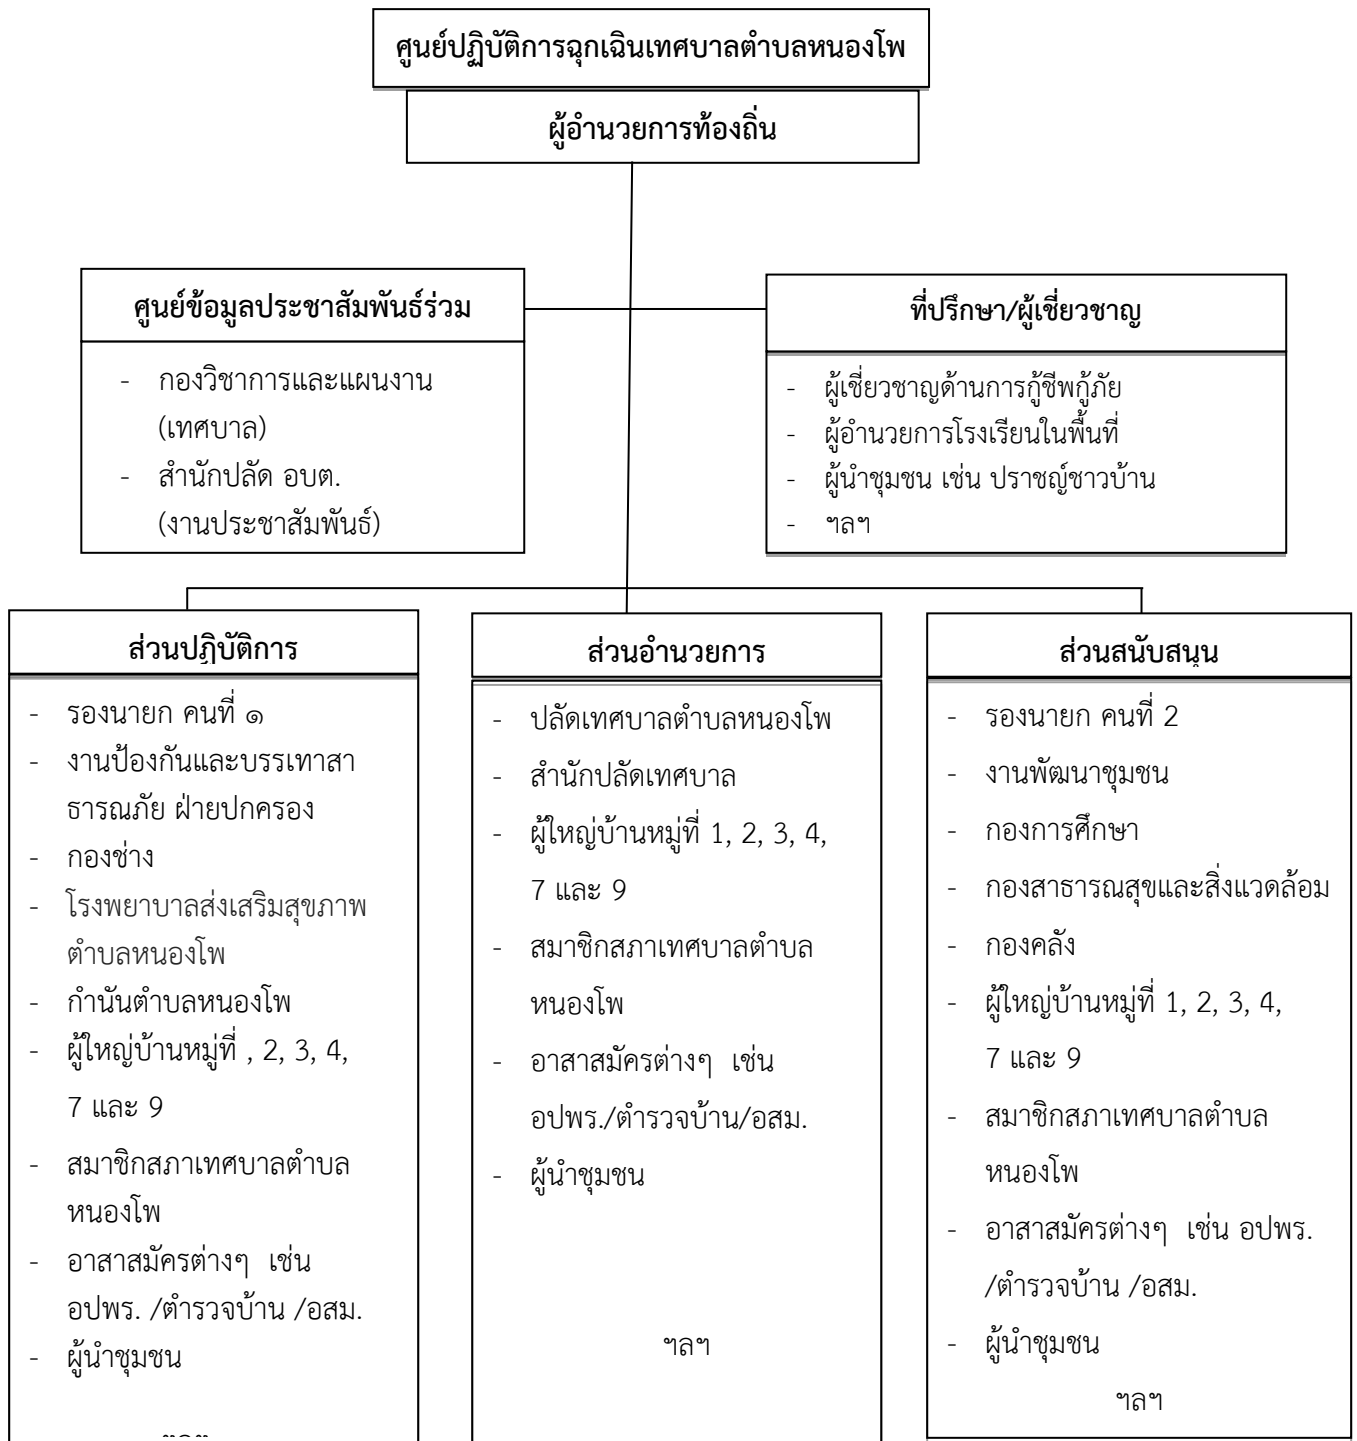 ศูนย์ปฏิบัติการฉุกเฉินเทศบาลตำบลหนองโพ
ผู้อำนวยการท้องถิ่น
ศูนย์ข้อมูลประชาสัมพันธ์ร่วม
- กองวิชาการและแผนงาน
(เทศบาล)
- สำนักปลัด อบต.
(งานประชาสัมพันธ์)
ที่ปรึกษา/ผู้เชี่ยวชาญ
- ผู้เชี่ยวชาญด้านการกู้ชีพกู้ภัย
- ผู้อำนวยการโรงเรียนในพื้นที่
- ผู้นำชุมชน เช่น ปราชญ์ชาวบ้าน
- ฯลฯ
ส่วนปฏิบัติการ
- รองนายก คนที่ ๑
- งานป้องกันและบรรเทาสา
ธารณภัย ฝ่ายปกครอง
- กองช่าง
- โรงพยาบาลส่งเสริมสุขภาพ
ตำบลหนองโพ
- กำนันตำบลหนองโพ
- ผู้ใหญ่บ้านหมู่ที่ , 2, 3, 4,
7 และ 9
- สมาชิกสภาเทศบาลตำบล
หนองโพ
- อาสาสมัครต่างๆ เช่น
อปพร. /ตำรวจบ้าน /อสม.
- ผู้นำชุมชน
ส่วนอำนวยการ
- ปลัดเทศบาลตำบลหนองโพ
- สำนักปลัดเทศบาล
- ผู้ใหญ่บ้านหมู่ที่ 1, 2, 3, 4,
7 และ 9
- สมาชิกสภาเทศบาลตำบล
หนองโพ
- อาสาสมัครต่างๆ เช่น
อปพร./ตำรวจบ้าน/อสม.
- ผู้นำชุมชน
ฯลฯ
ส่วนสนับสนุน
- รองนายก คนที่ 2
- งานพัฒนาชุมชน
- กองการศึกษา
- กองสาธารณสุขและสิ่งแวดล้อม
- กองคลัง
- ผู้ใหญ่บ้านหมู่ที่ 1, 2, 3, 4,
7 และ 9
- สมาชิกสภาเทศบาลตำบล
หนองโพ
- อาสาสมัครต่างๆ เช่น อปพร.
/ตำรวจบ้าน /อสม.
- ผู้นำชุมชน
ฯลฯ